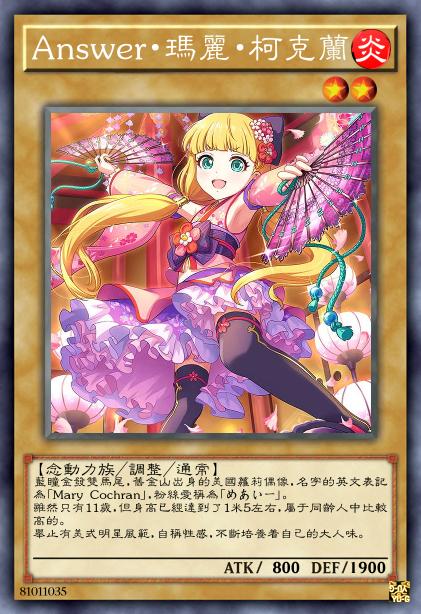 Answer・瑪麗・柯克蘭 炎
【念動力族/調整/通常】
藍瞳金發雙馬尾,舊金山出身的美國蘿莉偶像,名字的英文表記
為「Mary Cochran」,粉絲愛稱為「めあいー」。
雖然只有11歲,但身高已經達到了1米5左右,屬于同齡人中比較
高的。
舉止有美式明星風範,自稱性感,不斷培養着自己的大人味。
ATK/ 800 DEF/1900
81011035